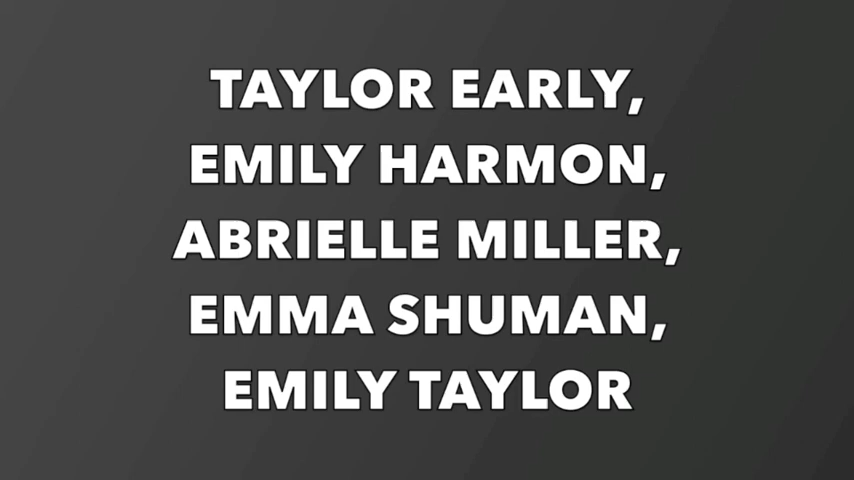 TAYLOR EARLY,
EMILY HARMON,
ABRIELLE MILLER,
EMMA SHUMAN,
EMILY TAYLOR